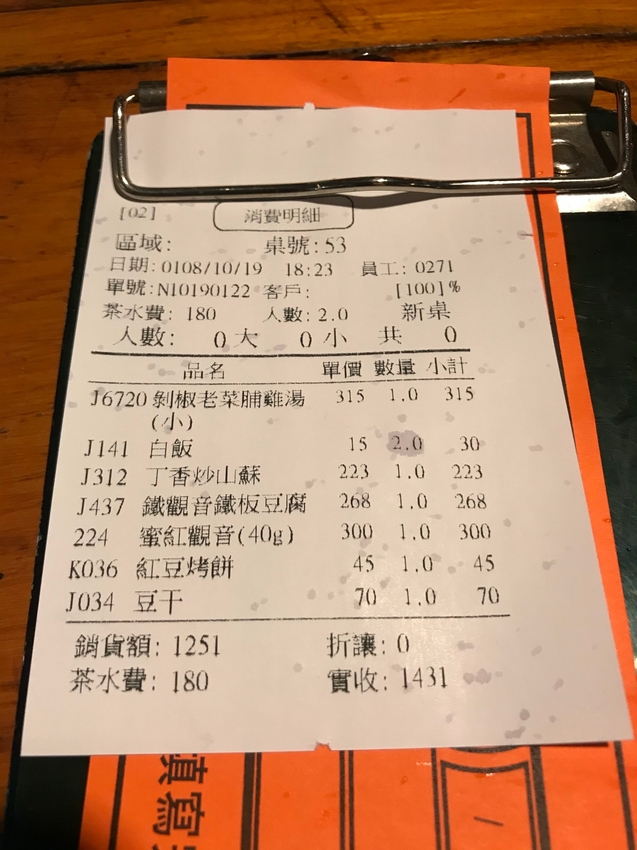 [02] 消費明細
區域: 桌號:53
日期:0108/10/19 18:23 員工: 0271
單號:N10190122 客戶: [100]%
茶水費: 180 人數:2.0 新桌
人數: 0 大 0 小 共 0
品名 單價 數量 小計
J6720 剝椒老菜脯雞湯 315 1.0 315
(小)
J141 白飯 15 2.0 30
J312 丁香炒山蘇 223 1.0 223
J437 鐵觀音鐵板豆腐 268 1.0 268
224 蜜紅觀音(40g) 300 1.0 300
K036 紅豆烤餅 45 1.0 45
J034 豆干 70 1.0 70
銷貨額: 1251 折讓: 0
茶水費: 180 實收: 1431
填寫